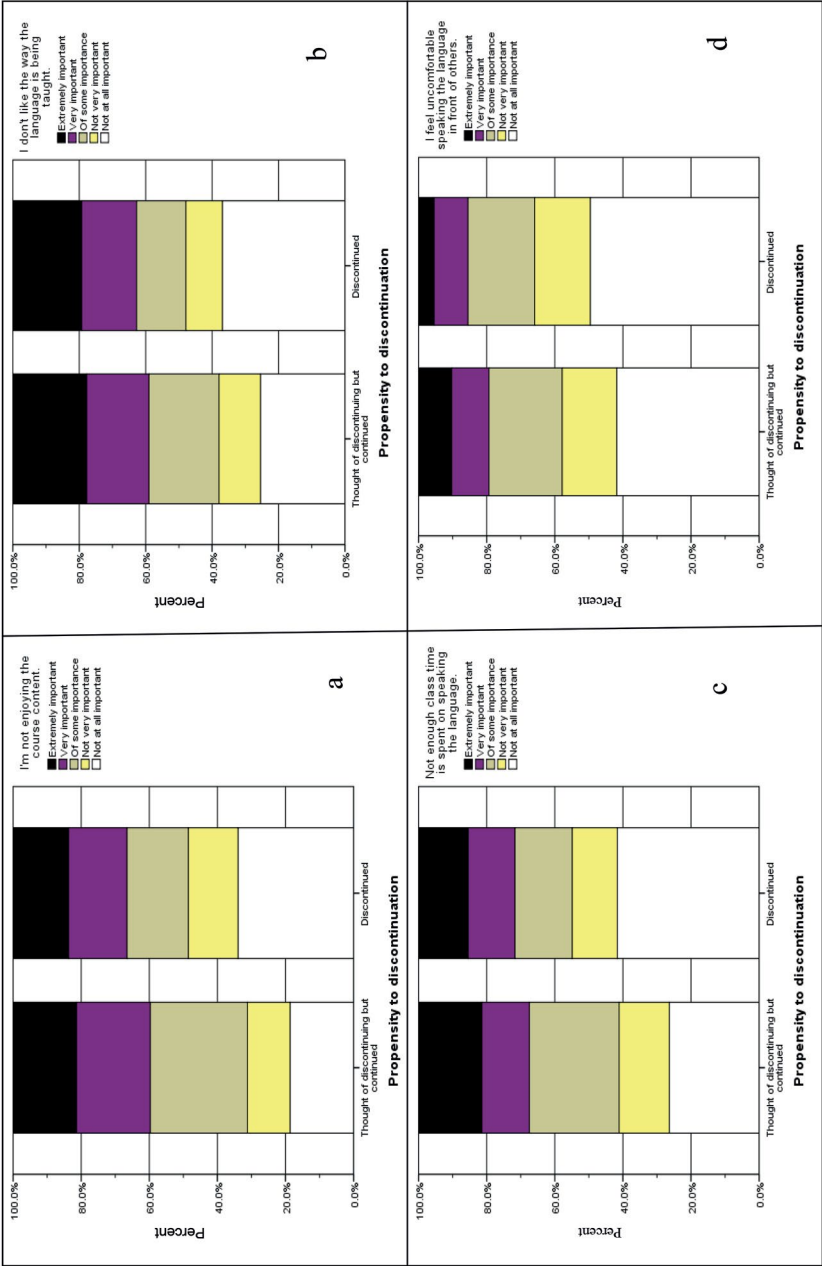 I'm not enjoying the
course content.
Extremely important
Very important
Of some importance
Not very important
Not at all important
a
Percent
100.0%
80.0%
60.0%
40.0%
20.0%
0.0%
Thought of discontinuing but
continued
Discontinued
Propensity to discontinuation
I don't like the way the
language is being
taught.
Extremely important
Very important
Of some importance
Not very important
Not at all important
b
Percent
100.0%
80.0%
60.0%
40.0%
20.0%
0.0%
Thought of discontinuing but
continued
Discontinued
Propensity to discontinuation
Not enough class time
is spent on speaking
the language.
Extremely important
Very important
Of some importance
Not very important
Not at all important
c
Percent
100.0%
80.0%
60.0%
40.0%
20.0%
0.0%
Thought of discontinuing but
continued
Discontinued
Propensity to discontinuation
I feel uncomfortable
speaking the language
in front of others.
Extremely important
Very important
Of some importance
Not very important
Not at all important
d
Percent
100.0%
80.0%
60.0%
40.0%
20.0%
0.0%
Thought of discontinuing but
continued
Discontinued
Propensity to discontinuation